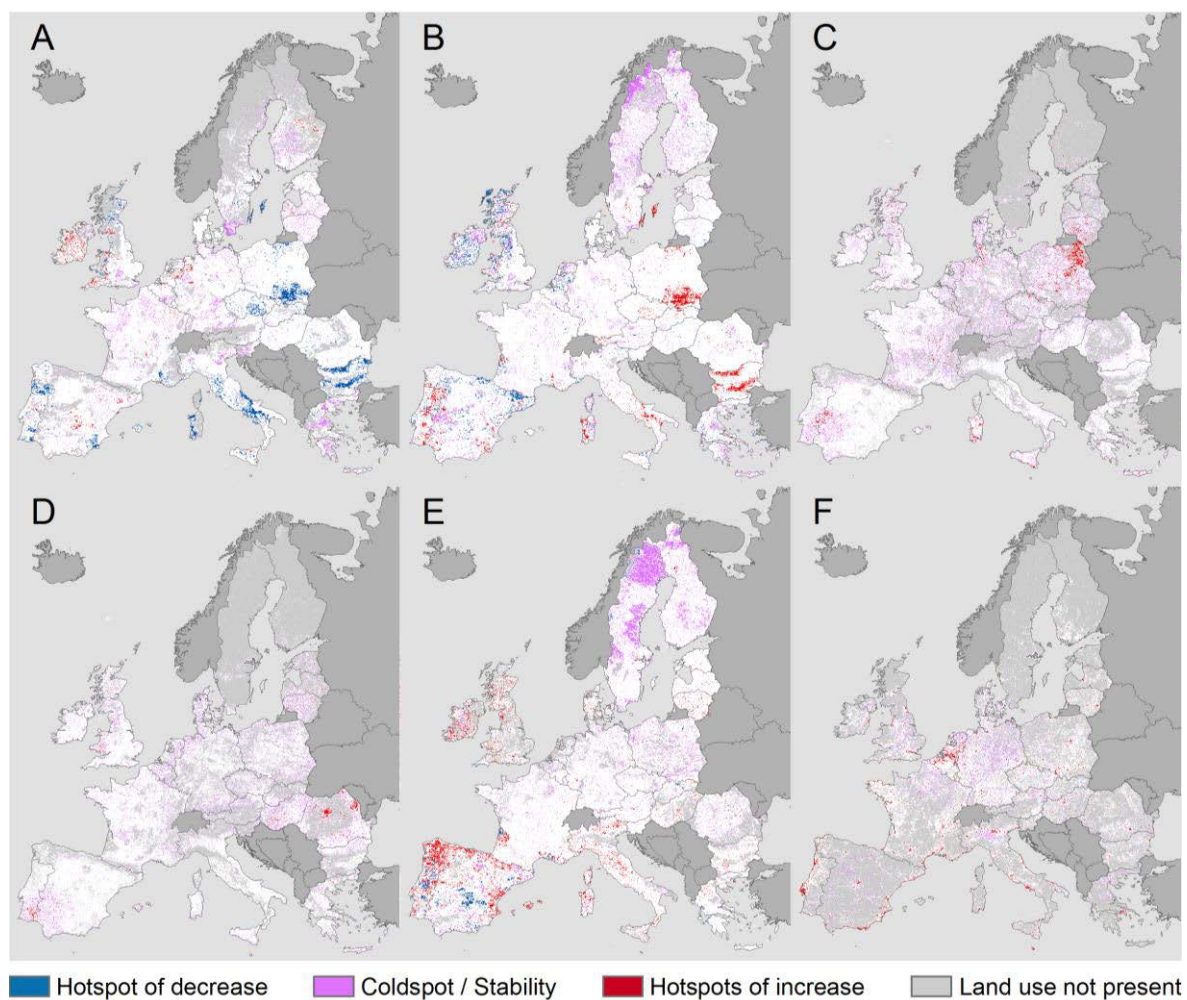 A B C
D E F
Hotspot of decrease Coldspot / Stability Hotspots of increase Land use not present